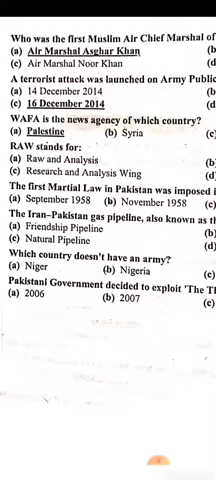 Who was the first Muslim Air Chief Marshal of
(a) Air Marshal Asghar Khan (b
(c) Air Marshal Noor Khan (d
A terrorist attack was launched on Army Public
(a) 14 December 2014 (b
(c) 16 December 2014 (d
WAFA is the news agency of which country?
(a) Palestine (b) Syria (c)
RAW stands for:
(a) Raw and Analysis (b)
(c) Research and Analysis Wing (d)
The first Martial Law in Pakistan was imposed i
(a) September 1958 (b) November 1958 (c)
The Iran–Pakistan gas pipeline, also known as th
(a) Friendship Pipeline (b)
(c) Natural Pipeline (d)
Which country doesn't have an army?
(a) Niger (b) Nigeria (c)
Pakistani Government decided to exploit 'The T
(a) 2006 (b) 2007 (c)